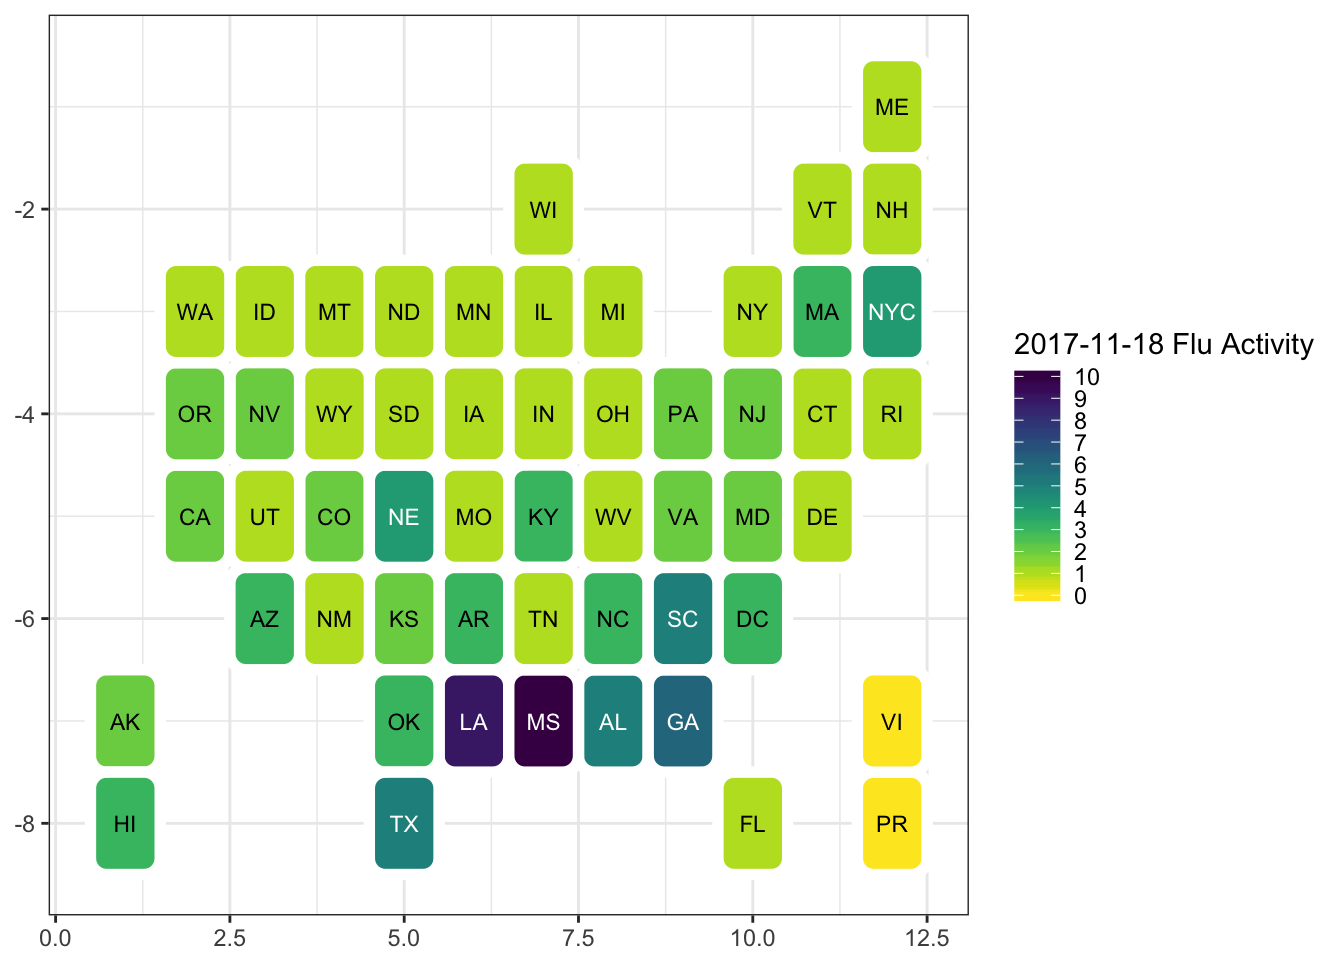 ME
WI VT NH
-2
WA ID MT ND MN IL MI NY MA NYC
OR NV WY SD IA IN OH PA NJ CT RI
-4
CA UT CO NE MO KY WV VA MD DE
AZ NM KS AR TN NC SC DC
-6
AK OK LA MS AL GA VI
HI TX FL PR
-8
0.0 2.5 5.0 7.5 10.0 12.5
2017-11-18 Flu Activity
10
9
8
7
6
5
4
3
2
1
0